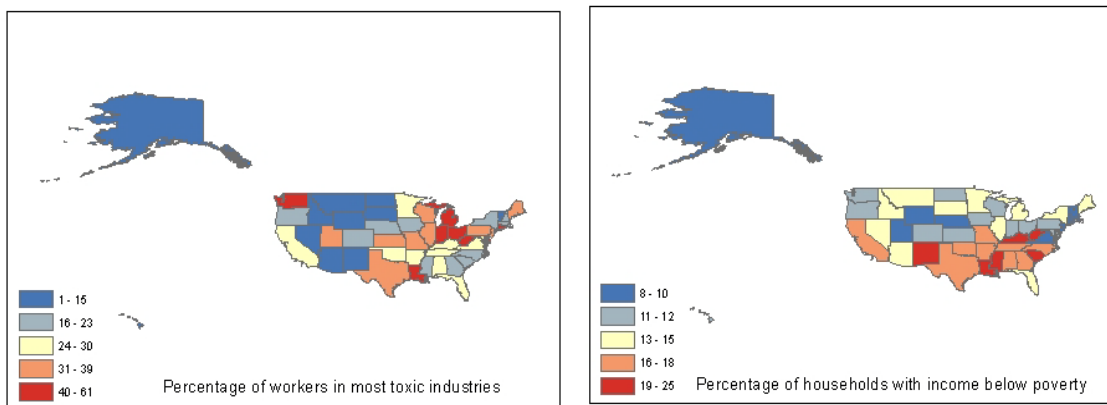 1 - 15
16 - 23
24 - 30
31 - 39
40 - 61
Percentage of workers in most toxic industries
8 - 10
11 - 12
13 - 15
16 - 18
19 - 25
Percentage of households with income below poverty